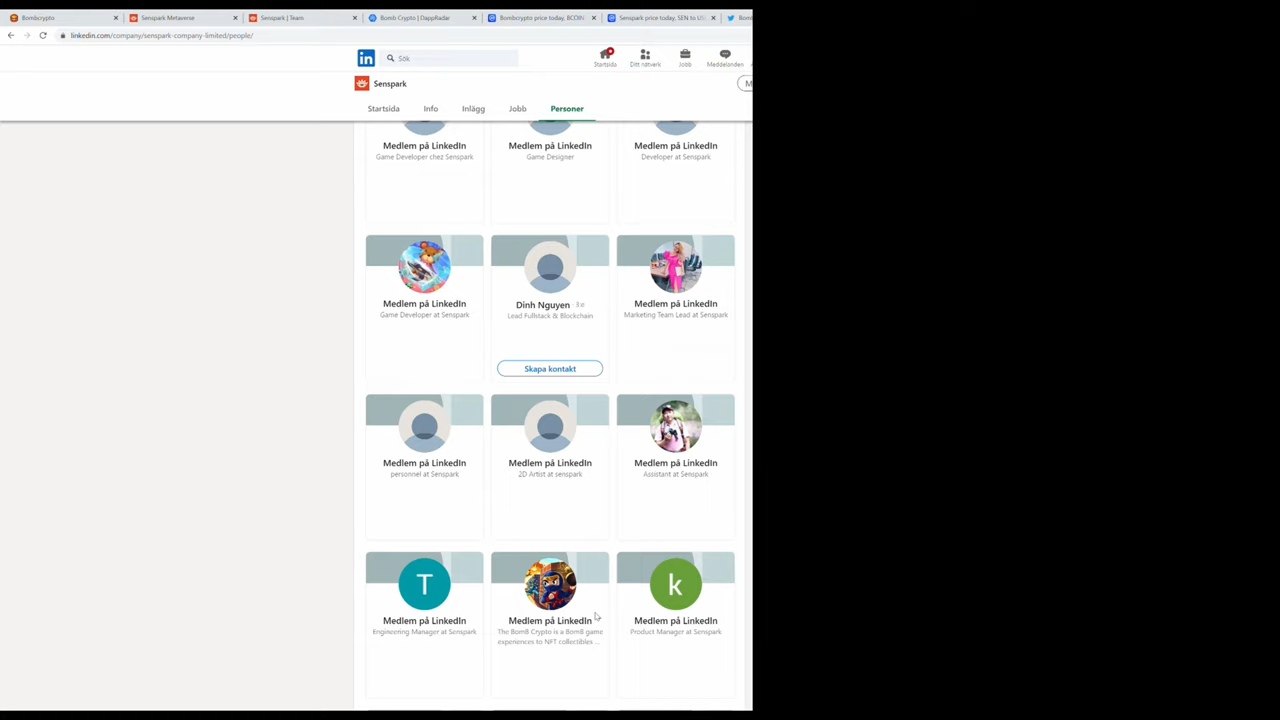 Bombcrypto
Senspark Metaverse
Senspark | Team
Bomb Crypto | DappRadar
Bombcrypto price today, BCOIN
Senspark price today, SEN to US
Bomb
linkedin.com/company/senspark-company-limited/people/
Sök
Startsida
Ditt nätverk
Jobb
Meddelanden
Senspark
M
Startsida
Info
Inlägg
Jobb
Personer
Medlem på LinkedIn
Game Developer chez Senspark
Medlem på LinkedIn
Game Designer
Medlem på LinkedIn
Developer at Senspark
Medlem på LinkedIn
Game Developer at Senspark
Dinh Nguyen · 3:e
Lead Fullstack & Blockchain
Skapa kontakt
Medlem på LinkedIn
Marketing Team Lead at Senspark
Medlem på LinkedIn
personnel at Senspark
Medlem på LinkedIn
2D Artist at senspark
Medlem på LinkedIn
Assistant at Senspark
T
Medlem på LinkedIn
Engineering Manager at Senspark
Medlem på LinkedIn
The BomB Crypto is a BomB game
experiences to NFT collectibles ...
k
Medlem på LinkedIn
Product Manager at Senspark